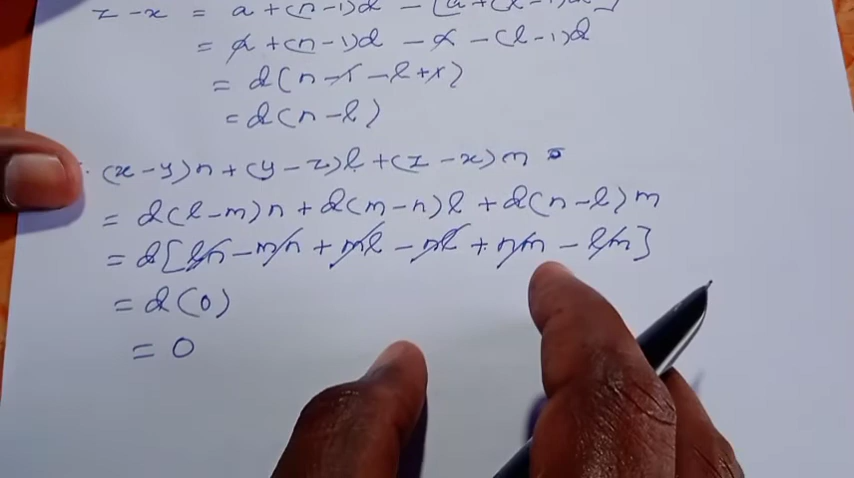 z - x = a + (n-1)d - [a + (l-1)d]
= a + (n-1)d - a - (l-1)d
= d(n - 1 - l + 1)
= d(n - l)
∴ (x-y)n + (y-z)l + (z-x)m =
= d(l-m)n + d(m-n)l + d(n-l)m
= d[ln - mn + ml - nl + nm - lm]
= d(0)
= 0